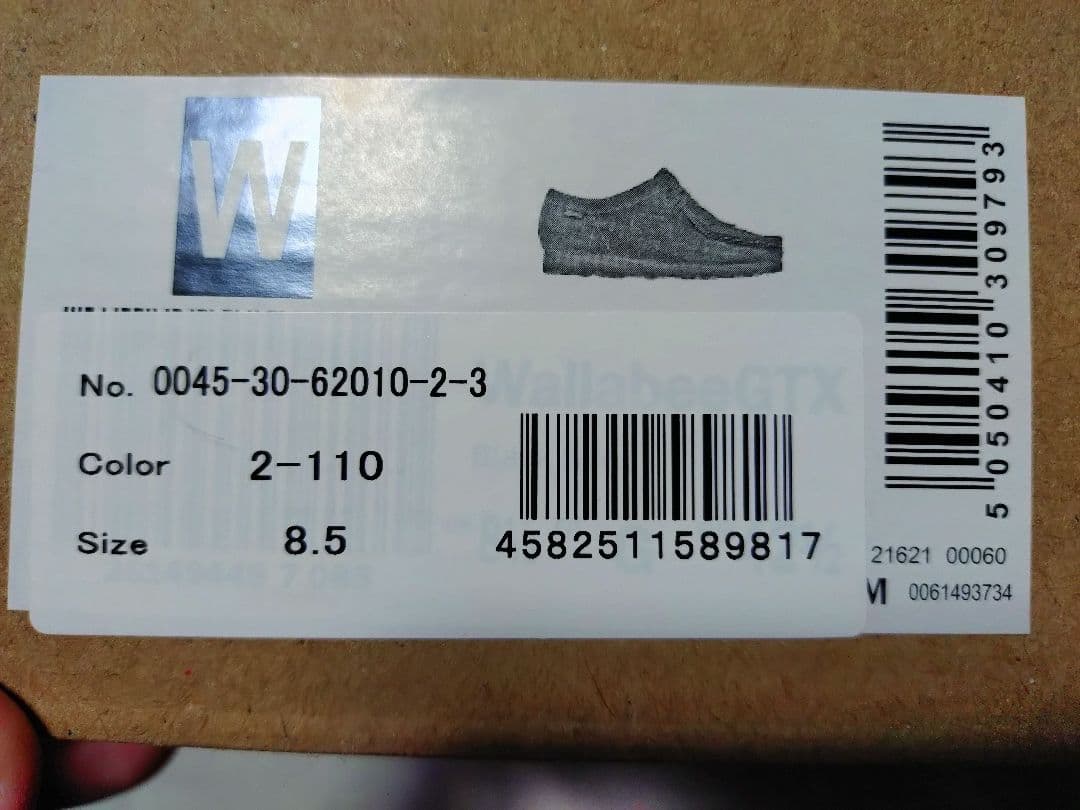 W
No. 0045-30-62010-2-3
WallabeeGTX
Color 2-110
Size 8.5
4582511589817
5 050410 309793
21621 00060
M 0061493734